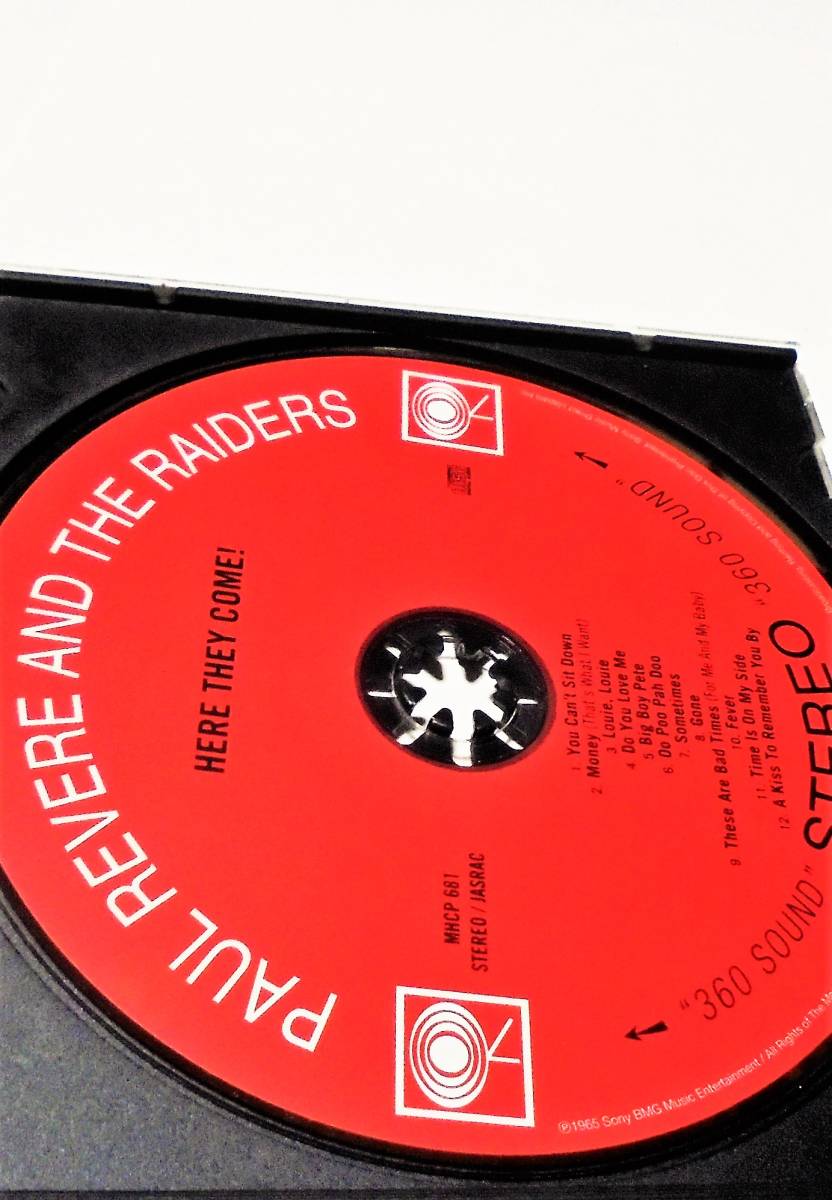 PAUL REVERE AND THE RAIDERS
HERE THEY COME!
MHCP 681
STEREO / JASRAC
1. You Can't Sit Down
2. Money (That's What I Want)
3. Louie, Louie
4. Do You Love Me
5. Big Boy Pete
6. Do Poo Pah Doo
7. Sometimes
8. Gone
9. These Are Bad Times (For Me And My Baby)
10. Fever
11. Time Is On My Side
12. A Kiss To Remember You By
"360 SOUND" STEREO "360 SOUND"
℗1965 Sony BMG Music Entertainment / All Rights of The